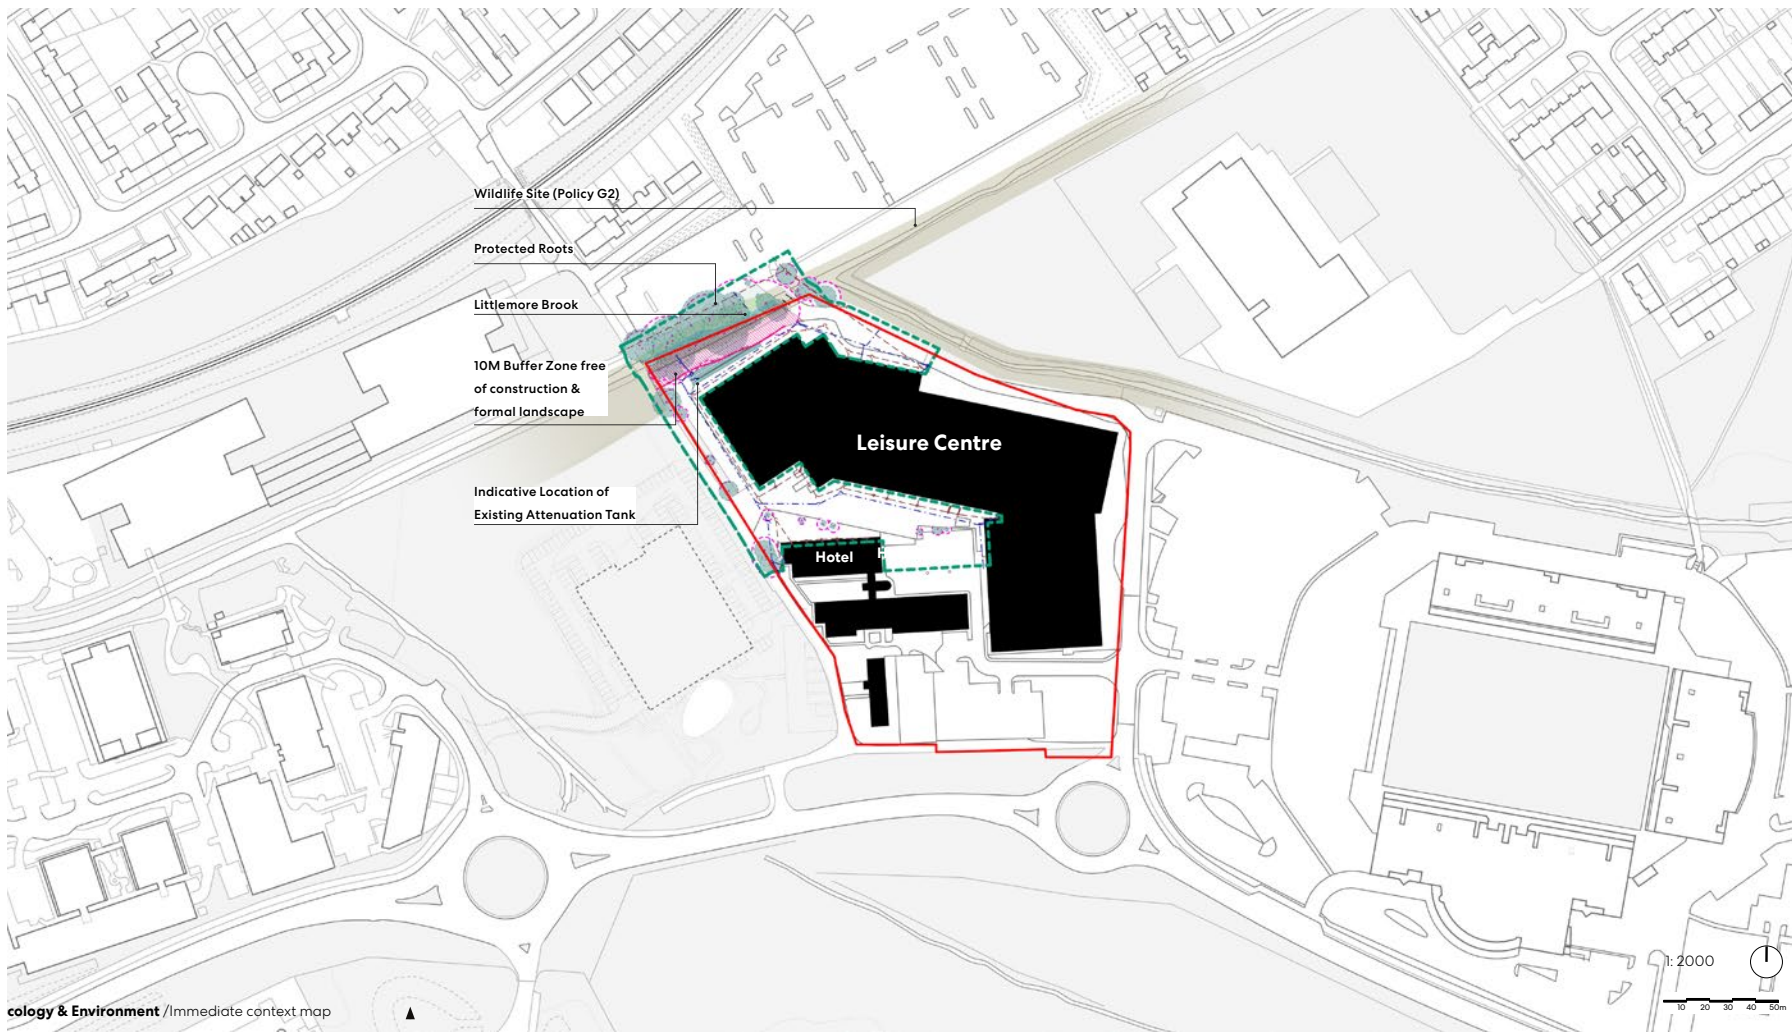 Wildlife Site (Policy G2)
Protected Roots
Littlemore Brook
10M Buffer Zone free
of construction &
formal landscape
Indicative Location of
Existing Attenuation Tank
Leisure Centre
Hotel
H
1: 2000
10 20 30 40 50m
cology & Environment /Immediate context map